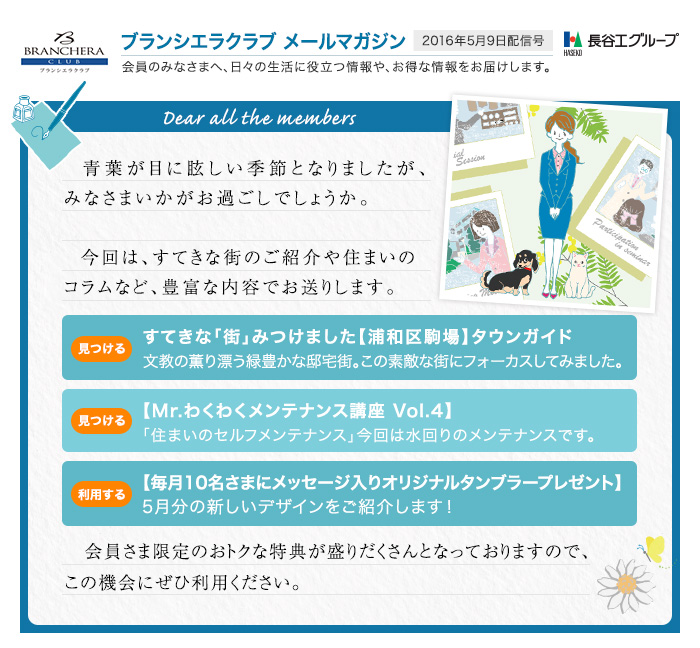 B
BRANCHERA
CLUB
ブランシエラクラブ
ブランシエラクラブ メールマガジン
2016年5月9日配信号
HASEKO
長谷工グループ
会員のみなさまへ、日々の生活に役立つ情報や、お得な情報をお届けします。
Dear all the members
青葉が目に眩しい季節となりましたが、
みなさまいかがお過ごしでしょうか。
今回は、すてきな街のご紹介や住まいの
コラムなど、豊富な内容でお送りします。
ial
Session
Participation
in seminar
見つける
すてきな「街」みつけました【浦和区駒場】タウンガイド
文教の薫り漂う緑豊かな邸宅街。この素敵な街にフォーカスしてみました。
見つける
【Mr.わくわくメンテナンス講座 Vol.4】
「住まいのセルフメンテナンス」今回は水回りのメンテナンスです。
利用する
【毎月10名さまにメッセージ入りオリジナルタンブラープレゼント】
5月分の新しいデザインをご紹介します!
会員さま限定のおトクな特典が盛りだくさんとなっておりますので、
この機会にぜひ利用ください。